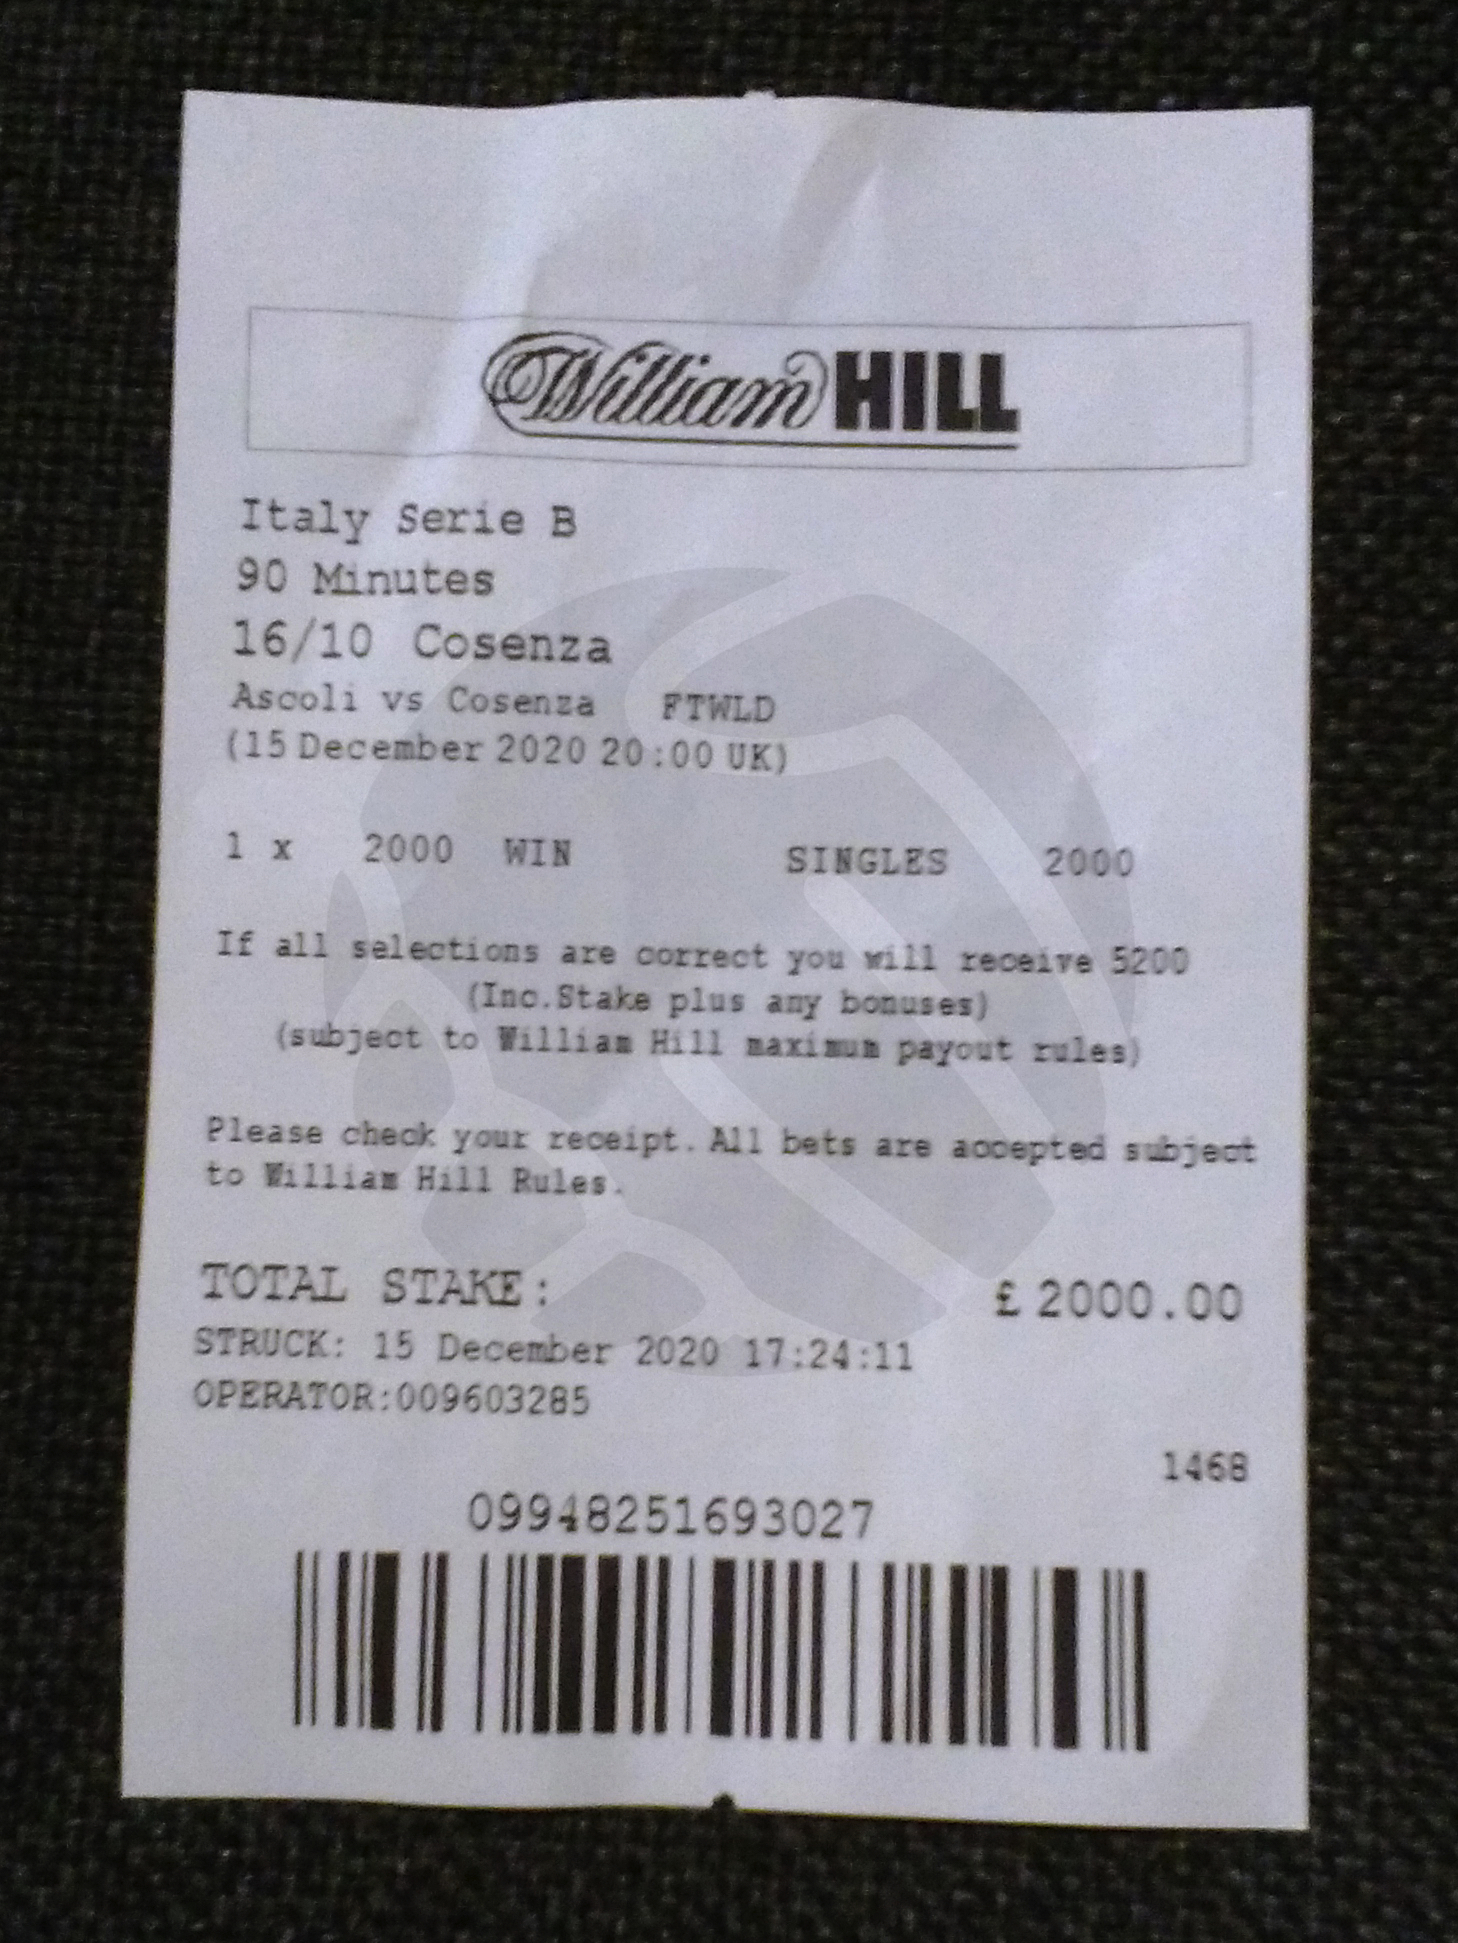 William HILL
Italy Serie B
90 Minutes
16/10 Cosenza
Ascoli vs Cosenza FTWLD
(15 December 2020 20:00 UK)
1 x 2000 WIN SINGLES 2000
If all selections are correct you will receive 5200
(Inc.Stake plus any bonuses)
(subject to William Hill maximum payout rules)
Please check your receipt. All bets are accepted subject
to William Hill Rules.
TOTAL STAKE: £ 2000.00
STRUCK: 15 December 2020 17:24:11
OPERATOR:009603285
1468
09948251693027